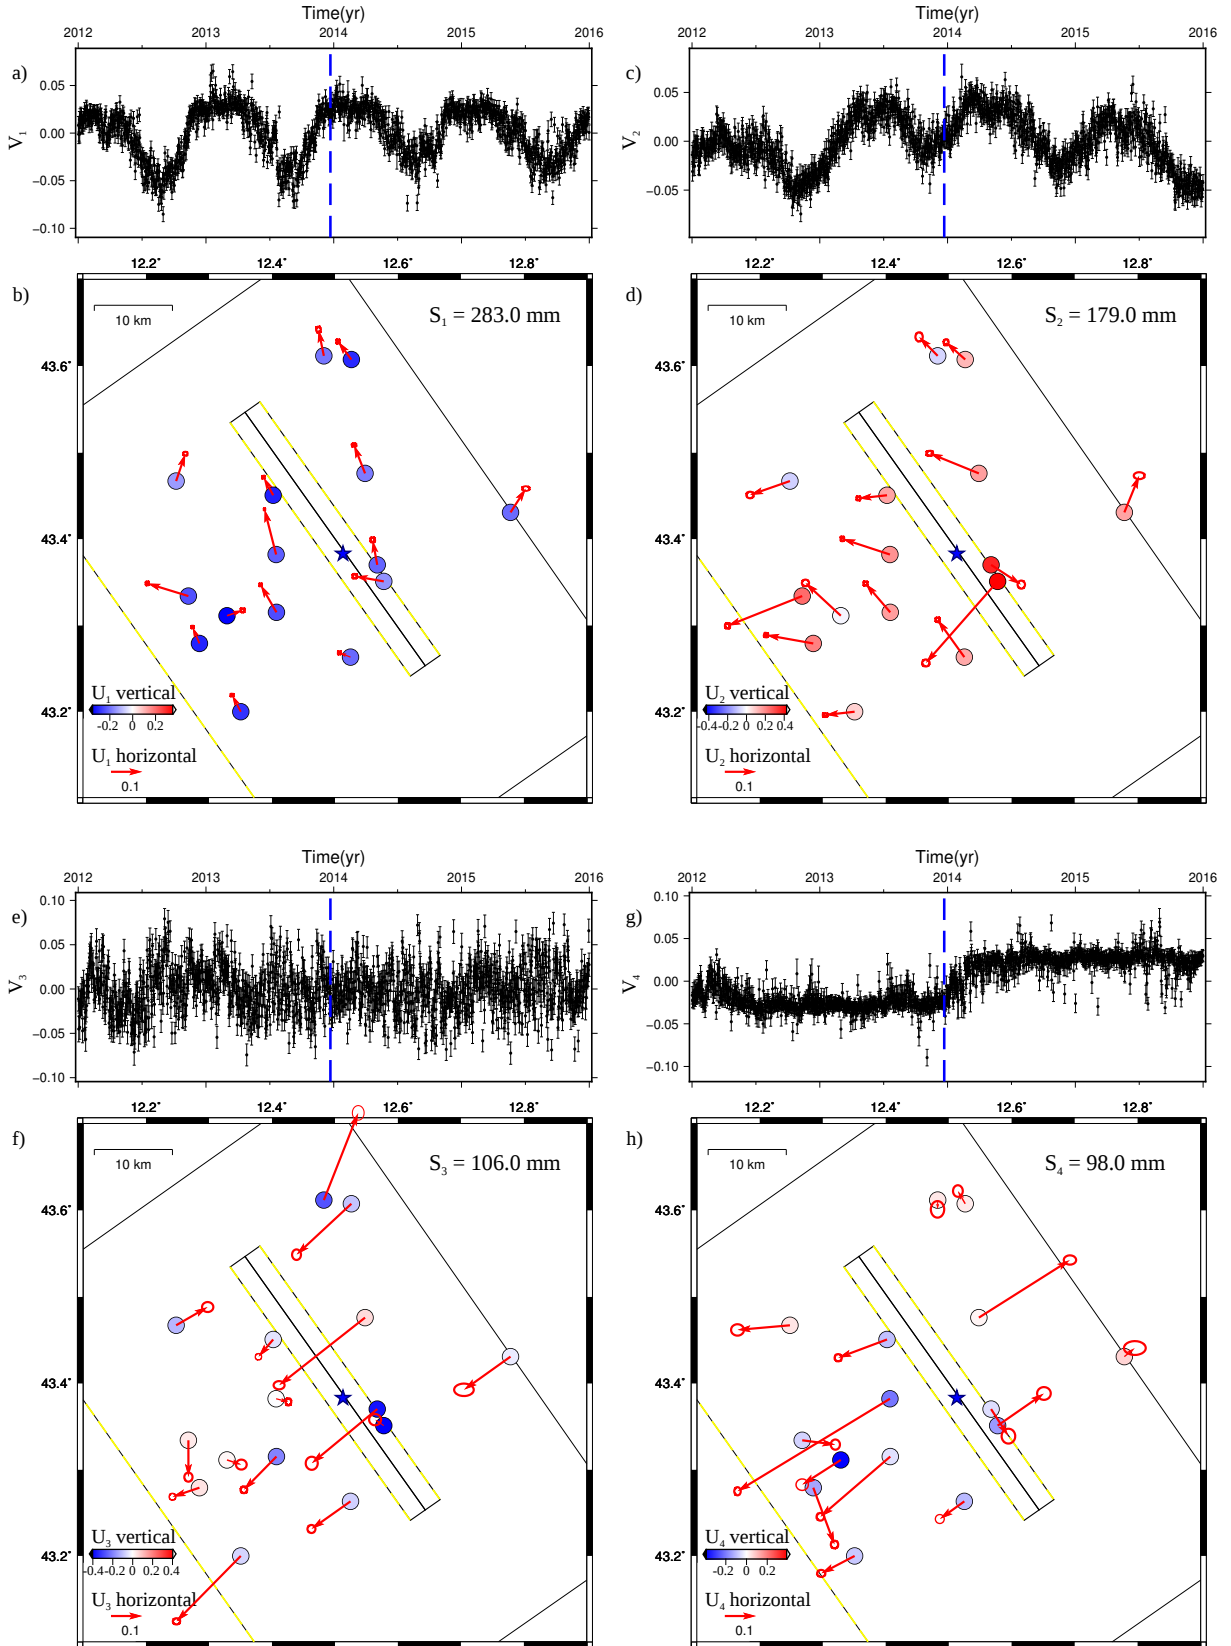 Time(yr)
2012 2013 2014 2015 2016
a)
V₁
0.05
0.00
−0.05
−0.10
12.2˚ 12.4˚ 12.6˚ 12.8˚
b)
10 km
S₁ = 283.0 mm
43.6˚
43.4˚
43.2˚
U₁ vertical
-0.2 0 0.2
U₁ horizontal
0.1
Time(yr)
2012 2013 2014 2015 2016
c)
V₂
0.05
0.00
−0.05
12.2˚ 12.4˚ 12.6˚ 12.8˚
d)
10 km
S₂ = 179.0 mm
43.6˚
43.4˚
43.2˚
U₂ vertical
-0.4 -0.2 0 0.2 0.4
U₂ horizontal
0.1
Time(yr)
2012 2013 2014 2015 2016
e)
V₃
0.10
0.05
0.00
−0.05
−0.10
12.2˚ 12.4˚ 12.6˚ 12.8˚
f)
10 km
S₃ = 106.0 mm
43.6˚
43.4˚
43.2˚
U₃ vertical
-0.4 -0.2 0 0.2 0.4
U₃ horizontal
0.1
Time(yr)
2012 2013 2014 2015 2016
g)
V₄
0.10
0.05
0.00
−0.05
−0.10
12.2˚ 12.4˚ 12.6˚ 12.8˚
h)
10 km
S₄ = 98.0 mm
43.6˚
43.4˚
43.2˚
U₄ vertical
-0.2 0 0.2
U₄ horizontal
0.1